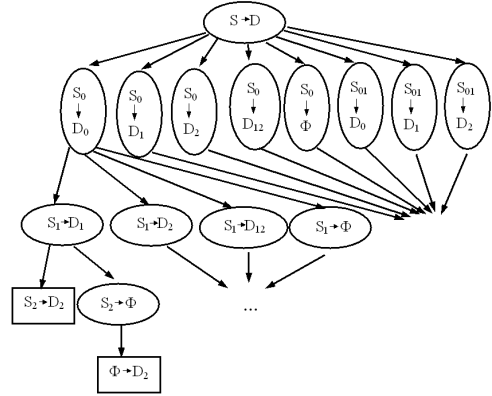 S→D
S₀→D₀ S₀→D₁ S₀→D₂ S₀→D₁₂ S₀→Φ S₀₁→D₀ S₀₁→D₁ S₀₁→D₂
...
S₁→D₁ S₁→D₂ S₁→D₁₂ S₁→Φ
S₂→D₂ S₂→Φ ...
Φ→D₂